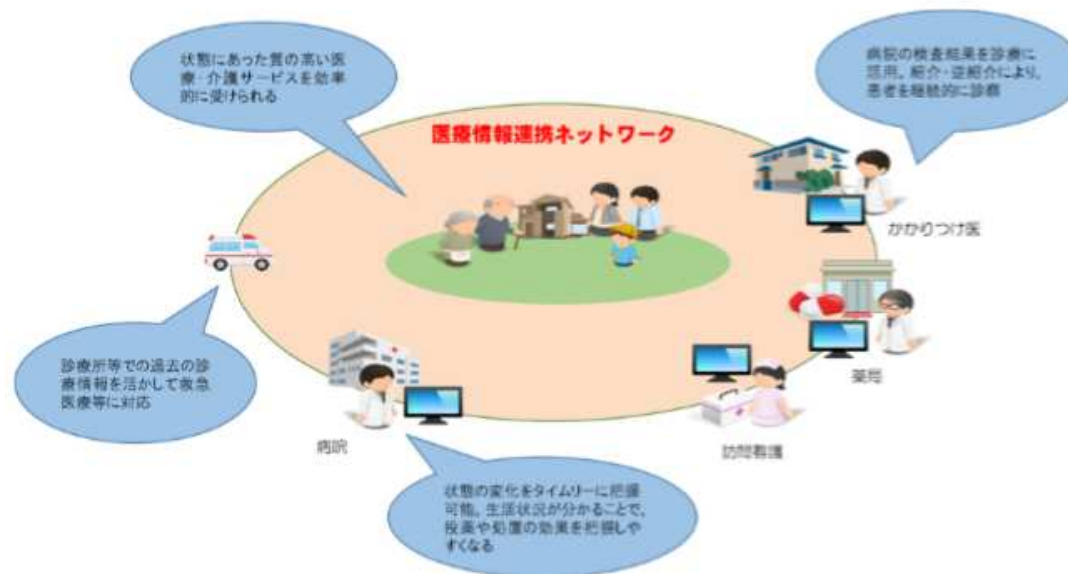 状態にあった質の高い医
療・介護サービスを効率
的に受けられる
病院の検査結果を診療に
活用。紹介・逆紹介により、
患者を継続的に診察
医療情報連携ネットワーク
かかりつけ医
診療所等での過去の診
療情報を活かして救急
医療等に対応
薬局
病院
訪問看護
状態の変化をタイムリーに把握
可能。生活状況が分かることで、
投薬や処置の効果を把握しや
すくなる